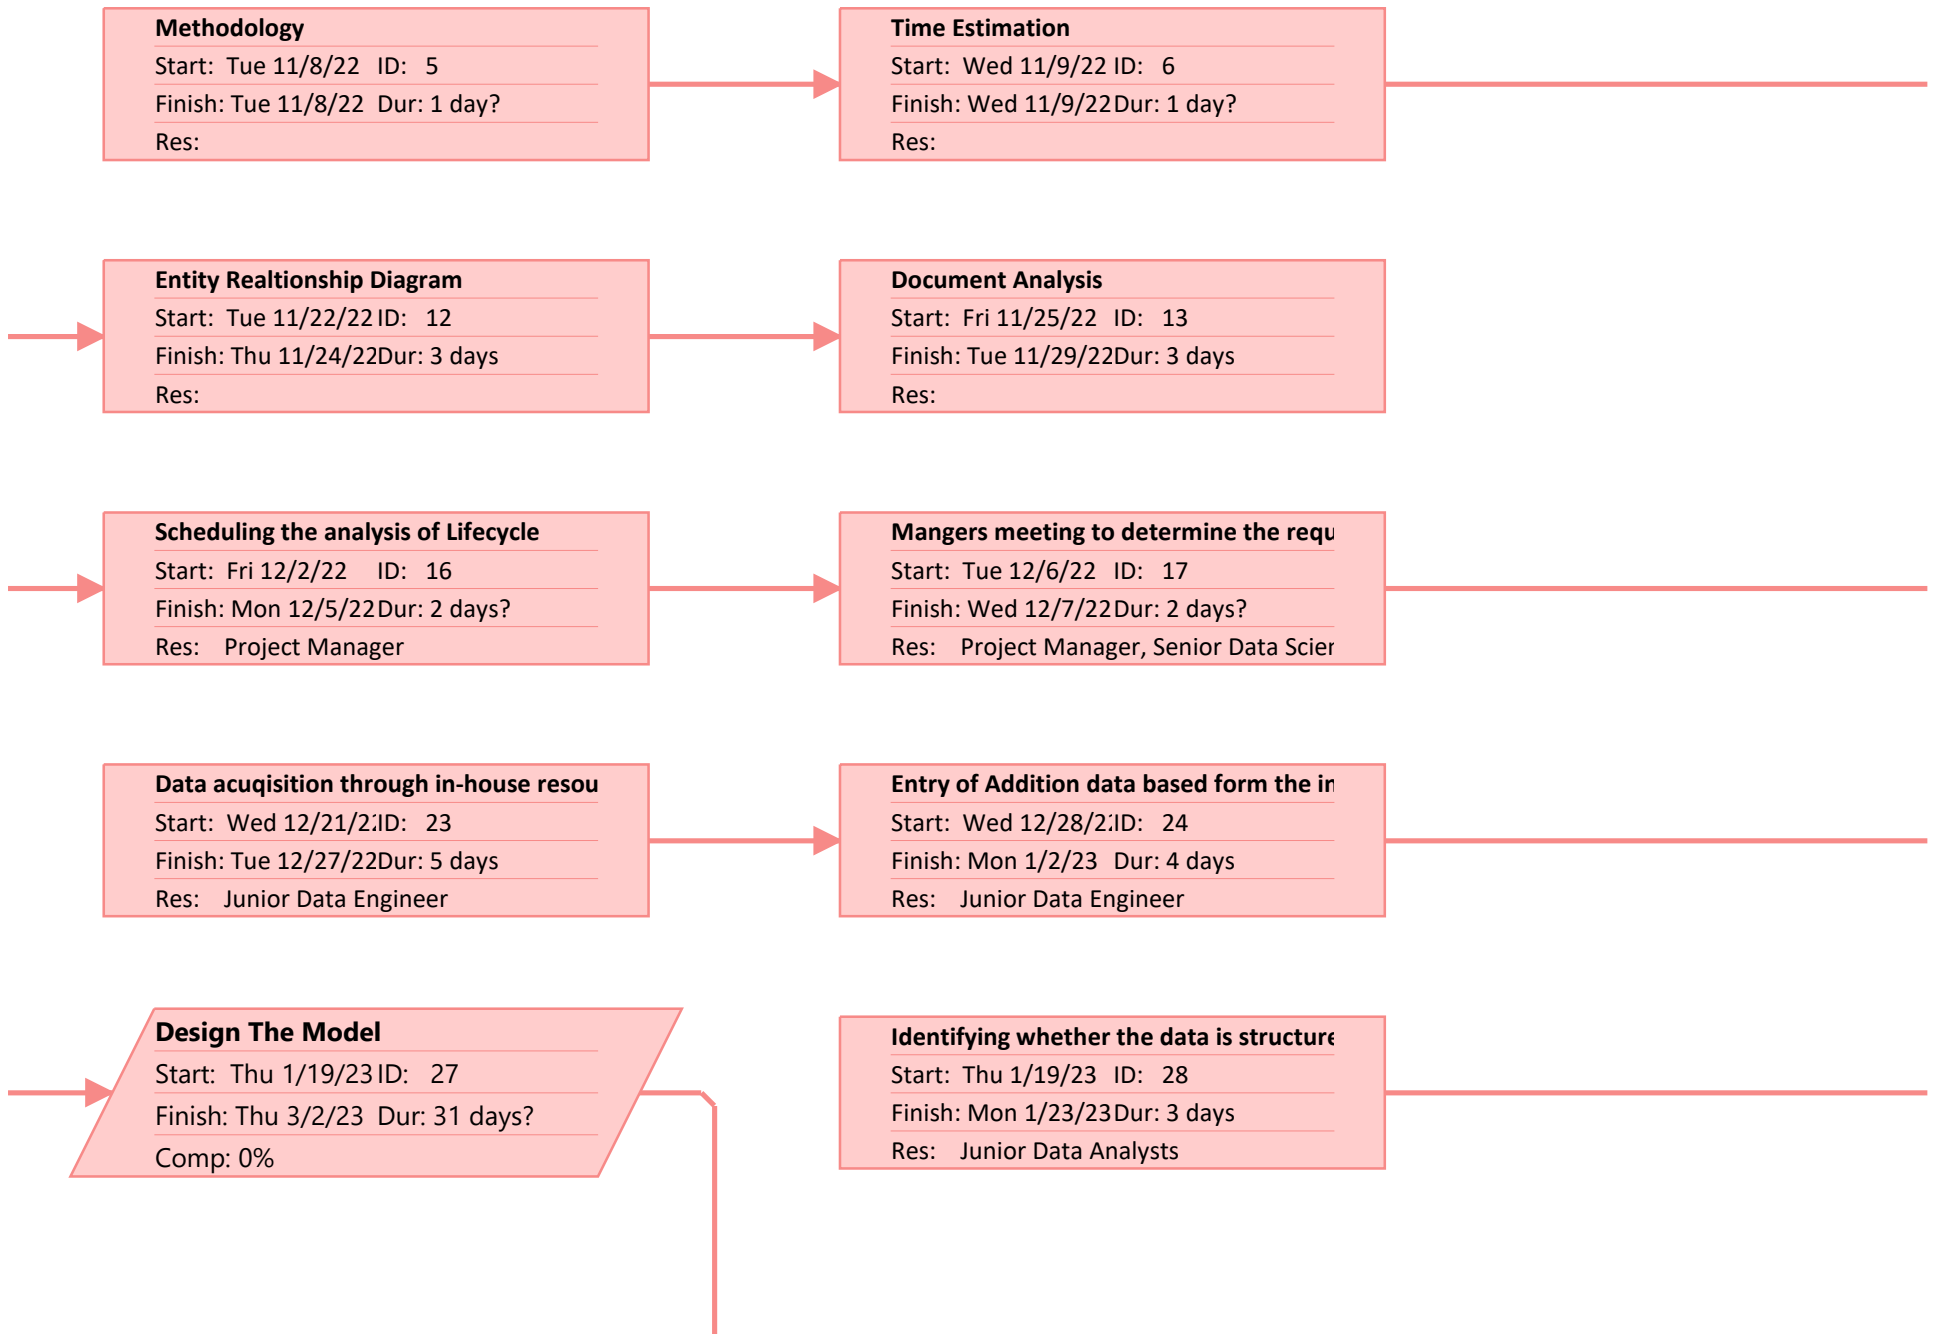 Methodology
Start: Tue 11/8/22 ID: 5
Finish: Tue 11/8/22 Dur: 1 day?
Res:
Time Estimation
Start: Wed 11/9/22 ID: 6
Finish: Wed 11/9/22 Dur: 1 day?
Res:
Entity Realtionship Diagram
Start: Tue 11/22/22 ID: 12
Finish: Thu 11/24/22 Dur: 3 days
Res:
Document Analysis
Start: Fri 11/25/22 ID: 13
Finish: Tue 11/29/22 Dur: 3 days
Res:
Scheduling the analysis of Lifecycle
Start: Fri 12/2/22 ID: 16
Finish: Mon 12/5/22 Dur: 2 days?
Res: Project Manager
Mangers meeting to determine the requ
Start: Tue 12/6/22 ID: 17
Finish: Wed 12/7/22 Dur: 2 days?
Res: Project Manager, Senior Data Scier
Data acuqisition through in-house resou
Start: Wed 12/21/22 ID: 23
Finish: Tue 12/27/22 Dur: 5 days
Res: Junior Data Engineer
Entry of Addition data based form the in
Start: Wed 12/28/22 ID: 24
Finish: Mon 1/2/23 Dur: 4 days
Res: Junior Data Engineer
Design The Model
Start: Thu 1/19/23 ID: 27
Finish: Thu 3/2/23 Dur: 31 days?
Comp: 0%
Identifying whether the data is structure
Start: Thu 1/19/23 ID: 28
Finish: Mon 1/23/23 Dur: 3 days
Res: Junior Data Analysts